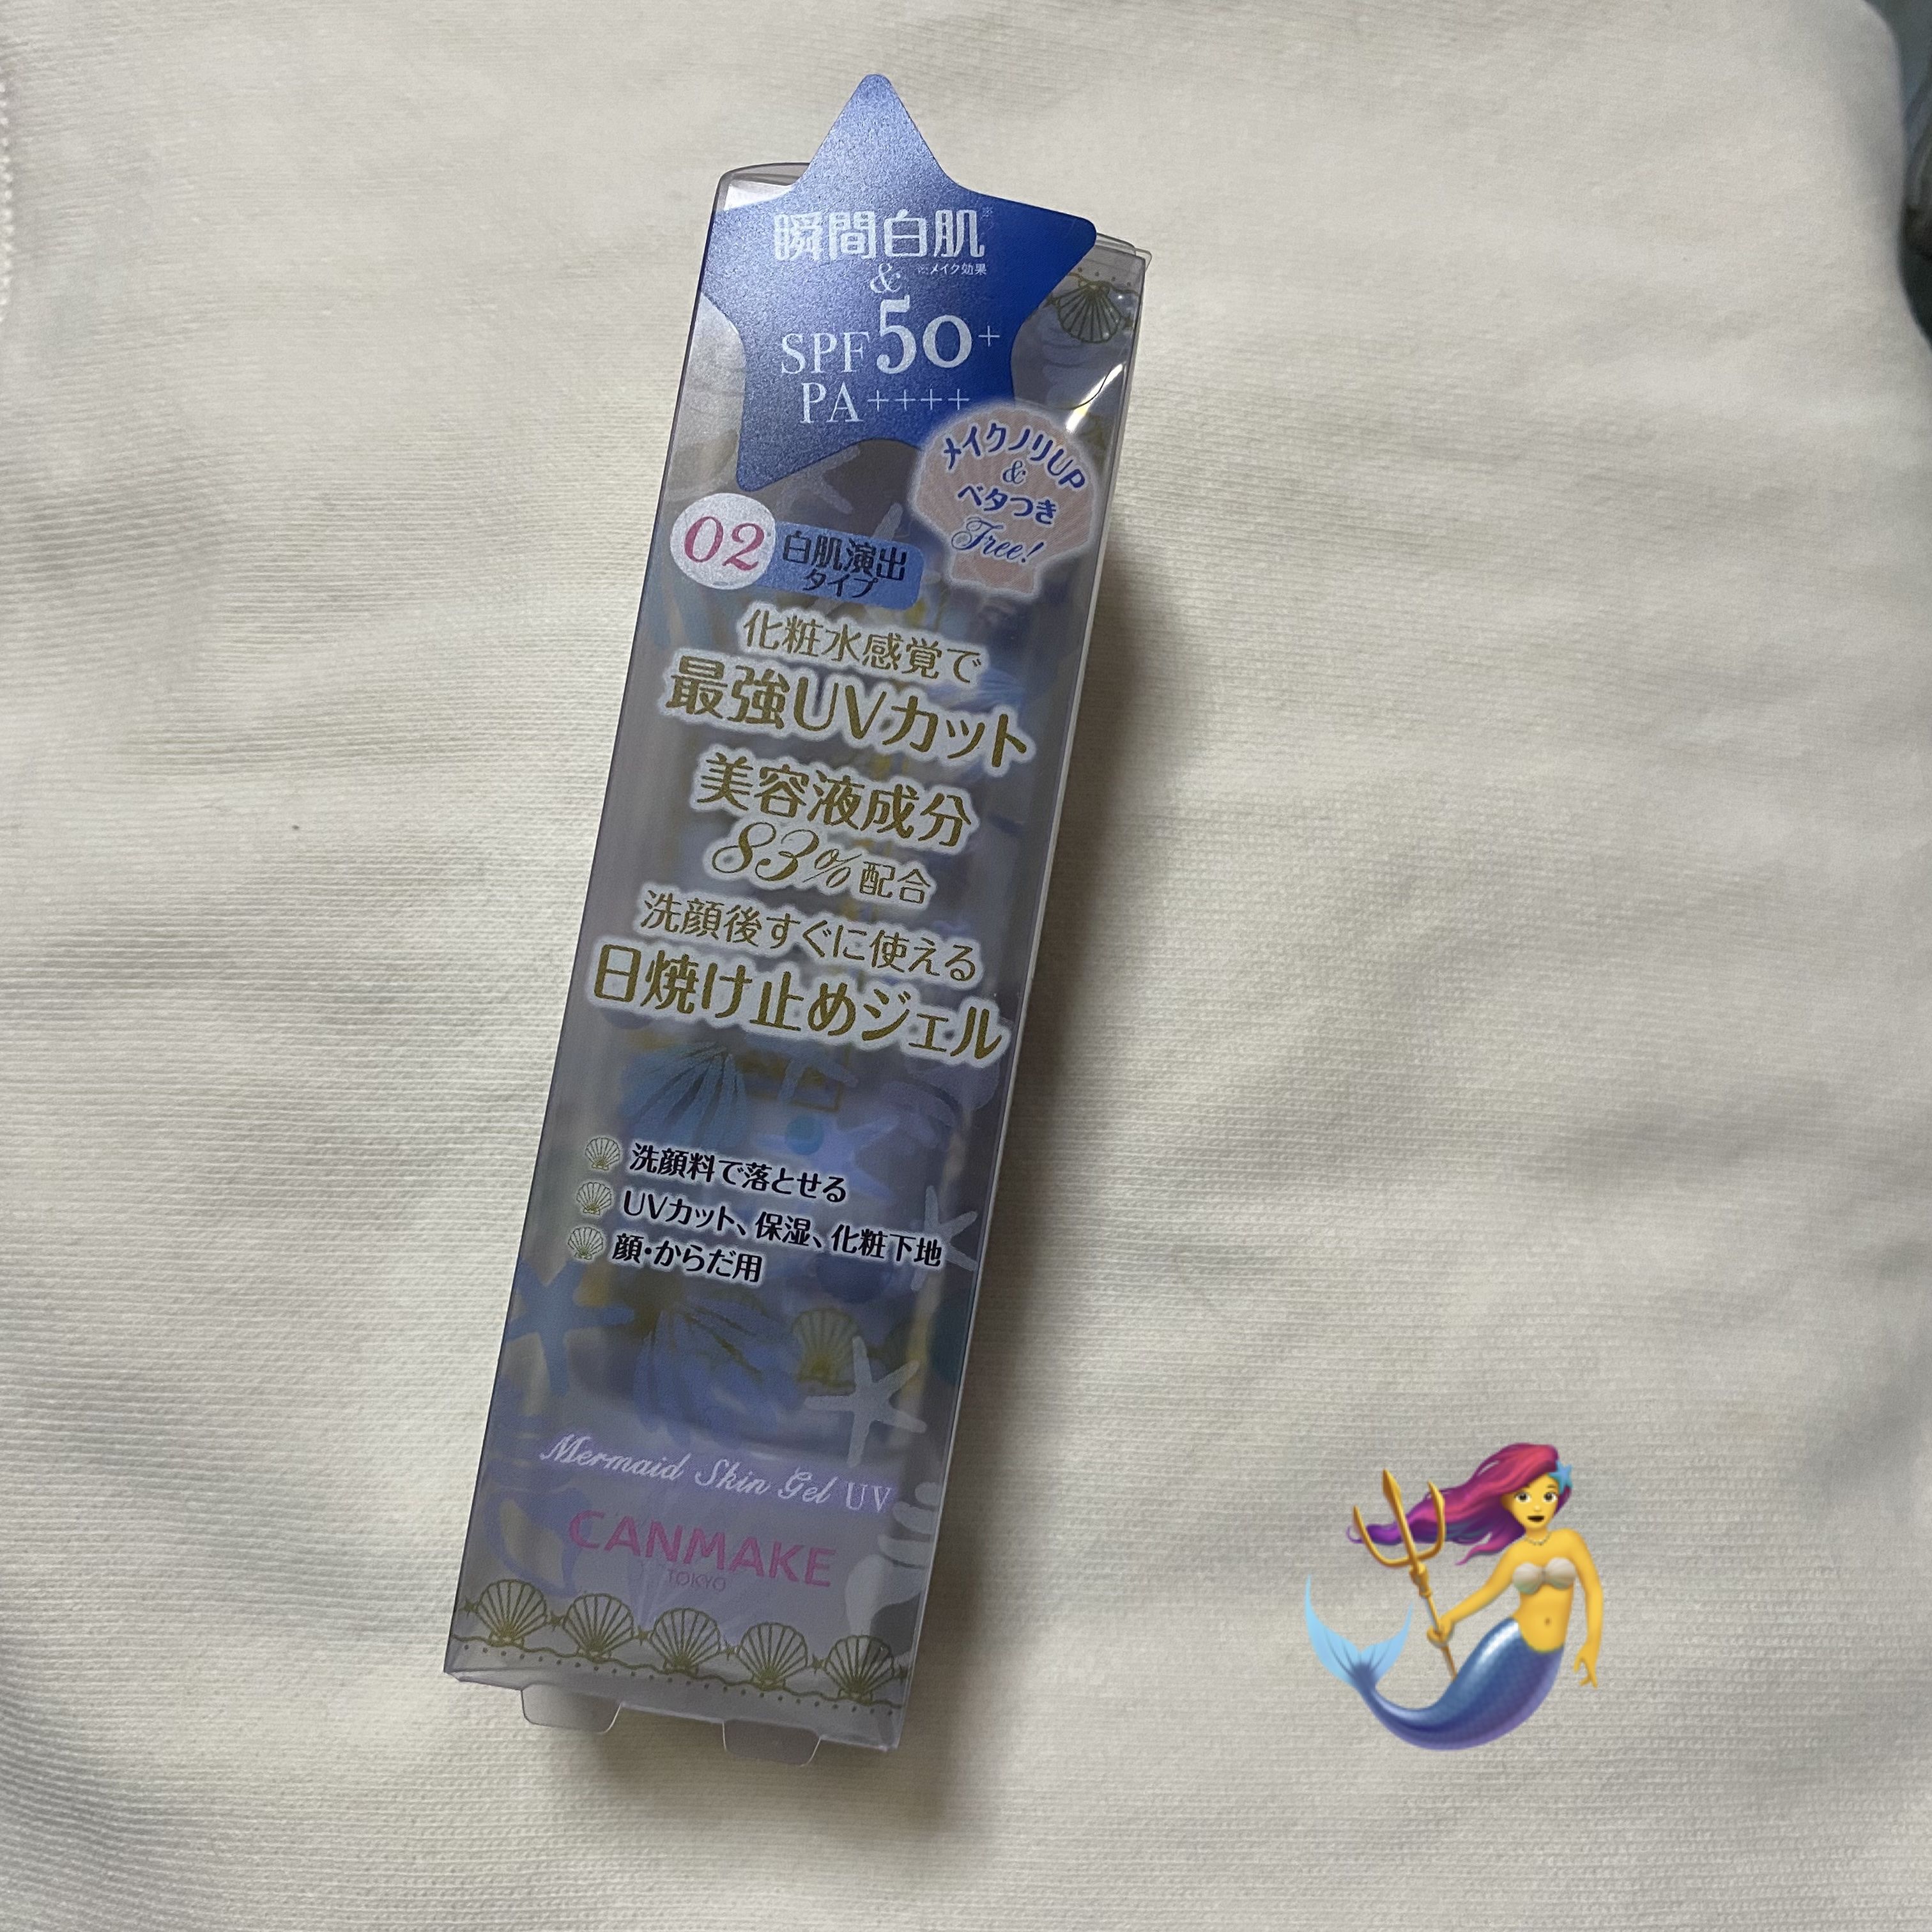 瞬間白肌※
※メイク効果
&
SPF50+
PA++++
メイクノリUP
&
ベタつき
Free!
02 白肌演出
タイプ
化粧水感覚で
最強UVカット
美容液成分
83%配合
洗顔後すぐに使える
日焼け止めジェル
洗顔料で落とせる
UVカット、保湿、化粧下地
顔・からだ用
Mermaid Skin Gel UV
CANMAKE
TOKYO